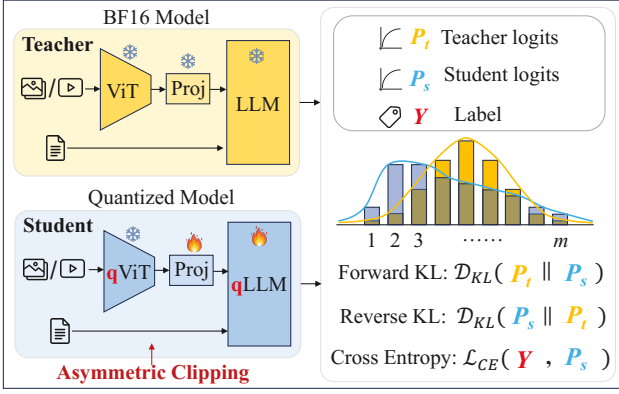 BF16 Model
Teacher
ViT
Proj
LLM
/
Quantized Model
Student
qViT
Proj
qLLM
/
Asymmetric Clipping
P_t Teacher logits
P_s Student logits
Y Label
1 2 3 ...... m
Forward KL: 𝒟_KL( P_t || P_s )
Reverse KL: 𝒟_KL( P_s || P_t )
Cross Entropy: ℒ_CE( Y , P_s )